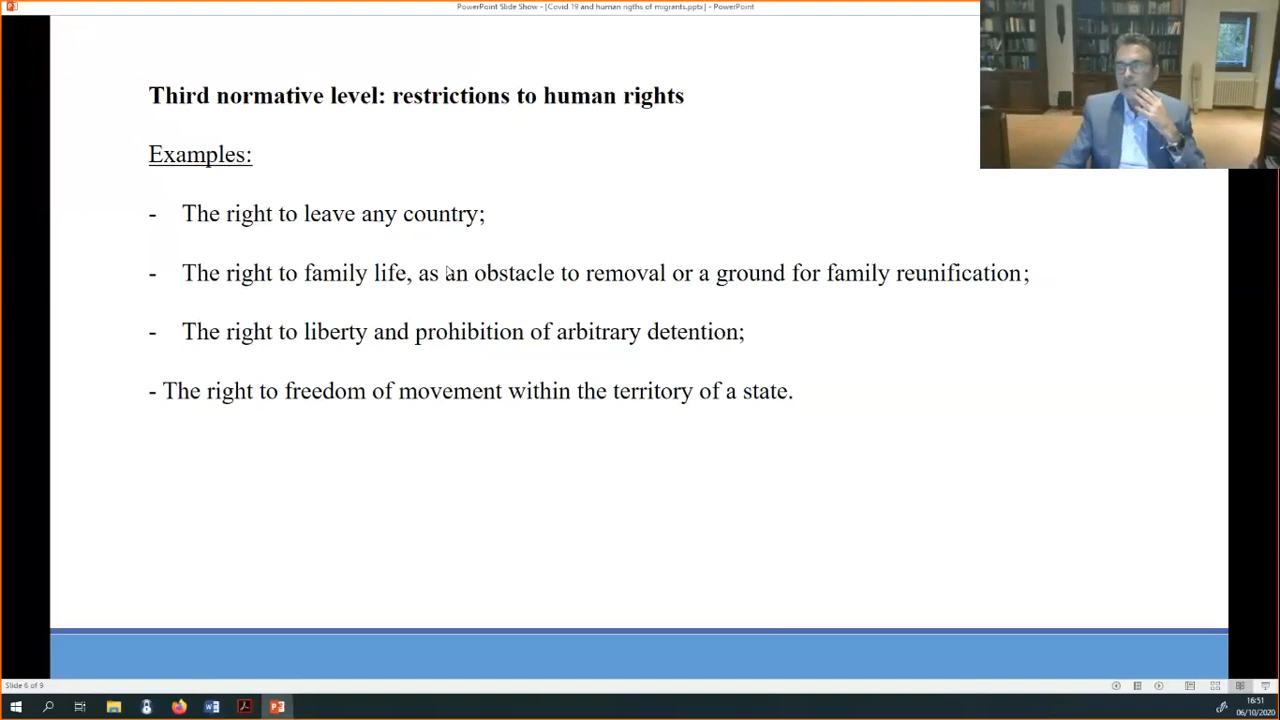 PowerPoint Slide Show - [Covid 19 and human rigths of migrants.pptx] - PowerPoint
Third normative level: restrictions to human rights
Examples:
- The right to leave any country;
- The right to family life, as an obstacle to removal or a ground for family reunification;
- The right to liberty and prohibition of arbitrary detention;
- The right to freedom of movement within the territory of a state.
Slide 6 of 9
16:51
06/10/2020